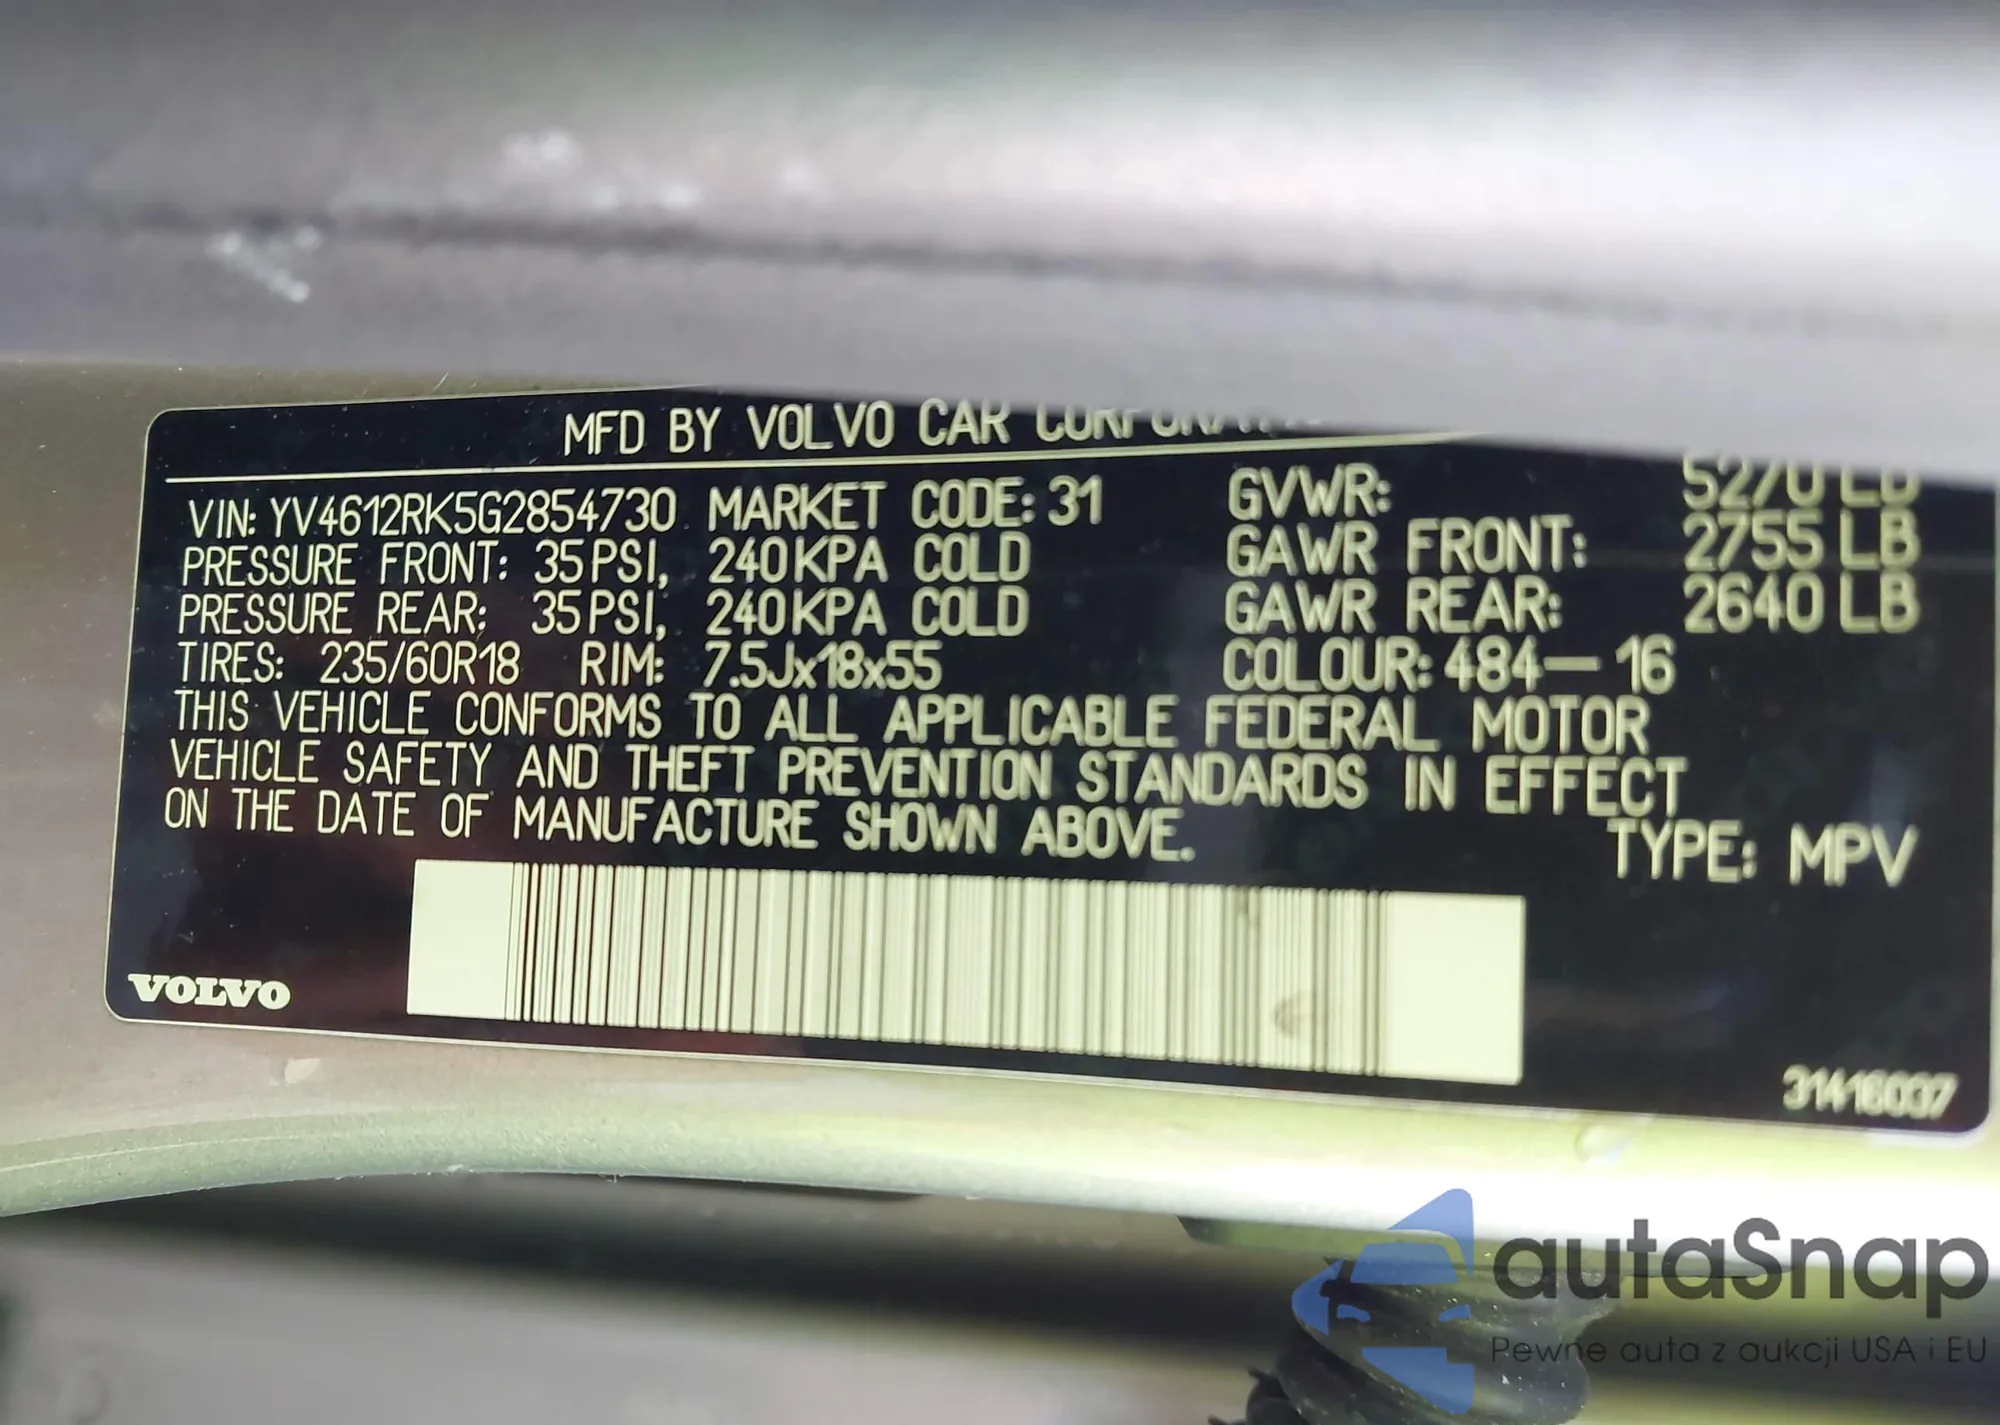 MFD BY VOLVO CAR CORPORAT
VIN: YV4612RK5G2854730 MARKET CODE: 31 GVWR: 5270 LB
PRESSURE FRONT: 35 PSI, 240 KPA COLD GAWR FRONT: 2755 LB
PRESSURE REAR: 35 PSI, 240 KPA COLD GAWR REAR: 2640 LB
TIRES: 235/60R18 RIM: 7.5Jx18x55 COLOUR: 484-16
THIS VEHICLE CONFORMS TO ALL APPLICABLE FEDERAL MOTOR
VEHICLE SAFETY AND THEFT PREVENTION STANDARDS IN EFFECT
ON THE DATE OF MANUFACTURE SHOWN ABOVE.
TYPE: MPV
VOLVO
31416037
autaSnap
Pewne auta z aukcji USA i EU